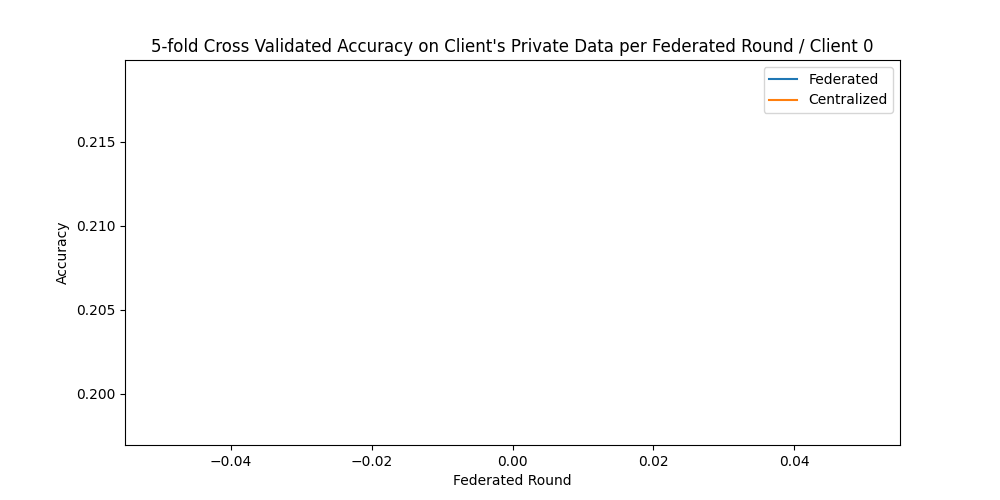 5-fold Cross Validated Accuracy on Client's Private Data per Federated Round / Client 0
Federated
Centralized
0.215
0.210
0.205
0.200
Accuracy
−0.04
−0.02
0.00
0.02
0.04
Federated Round